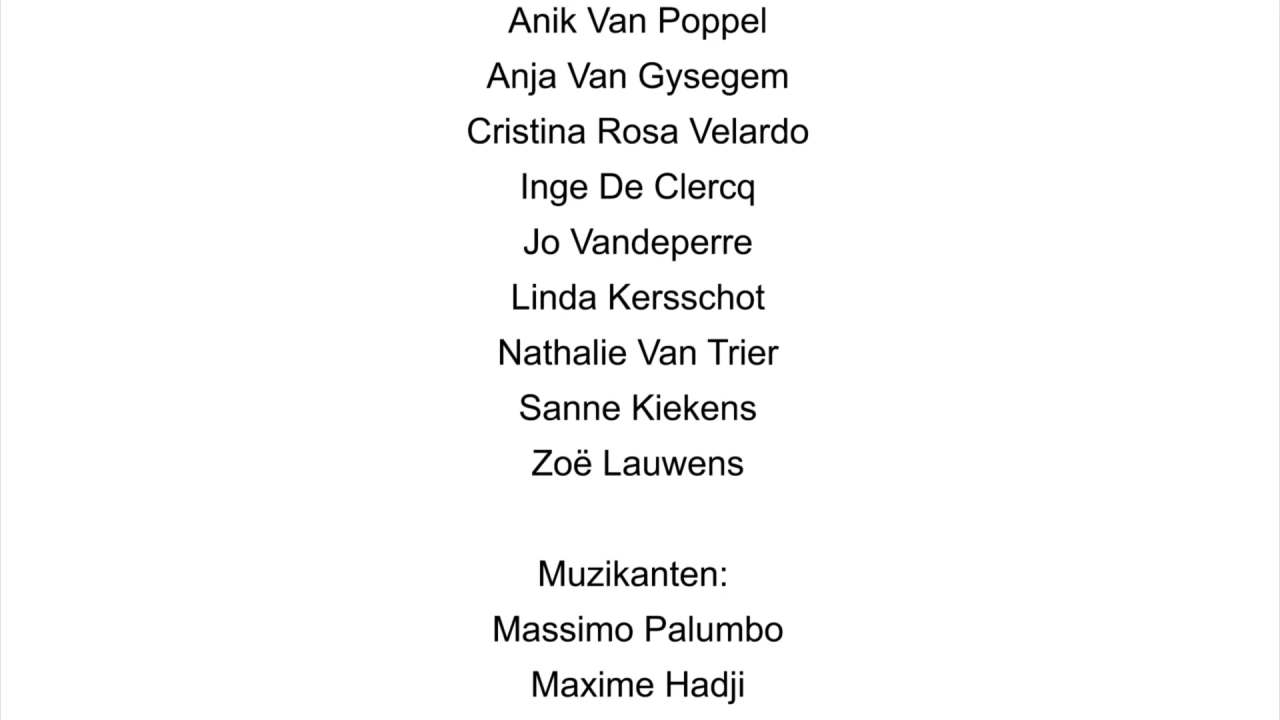 Anik Van Poppel
Anja Van Gysegem
Cristina Rosa Velardo
Inge De Clercq
Jo Vandeperre
Linda Kersschot
Nathalie Van Trier
Sanne Kiekens
Zoë Lauwens
Muzikanten:
Massimo Palumbo
Maxime Hadji